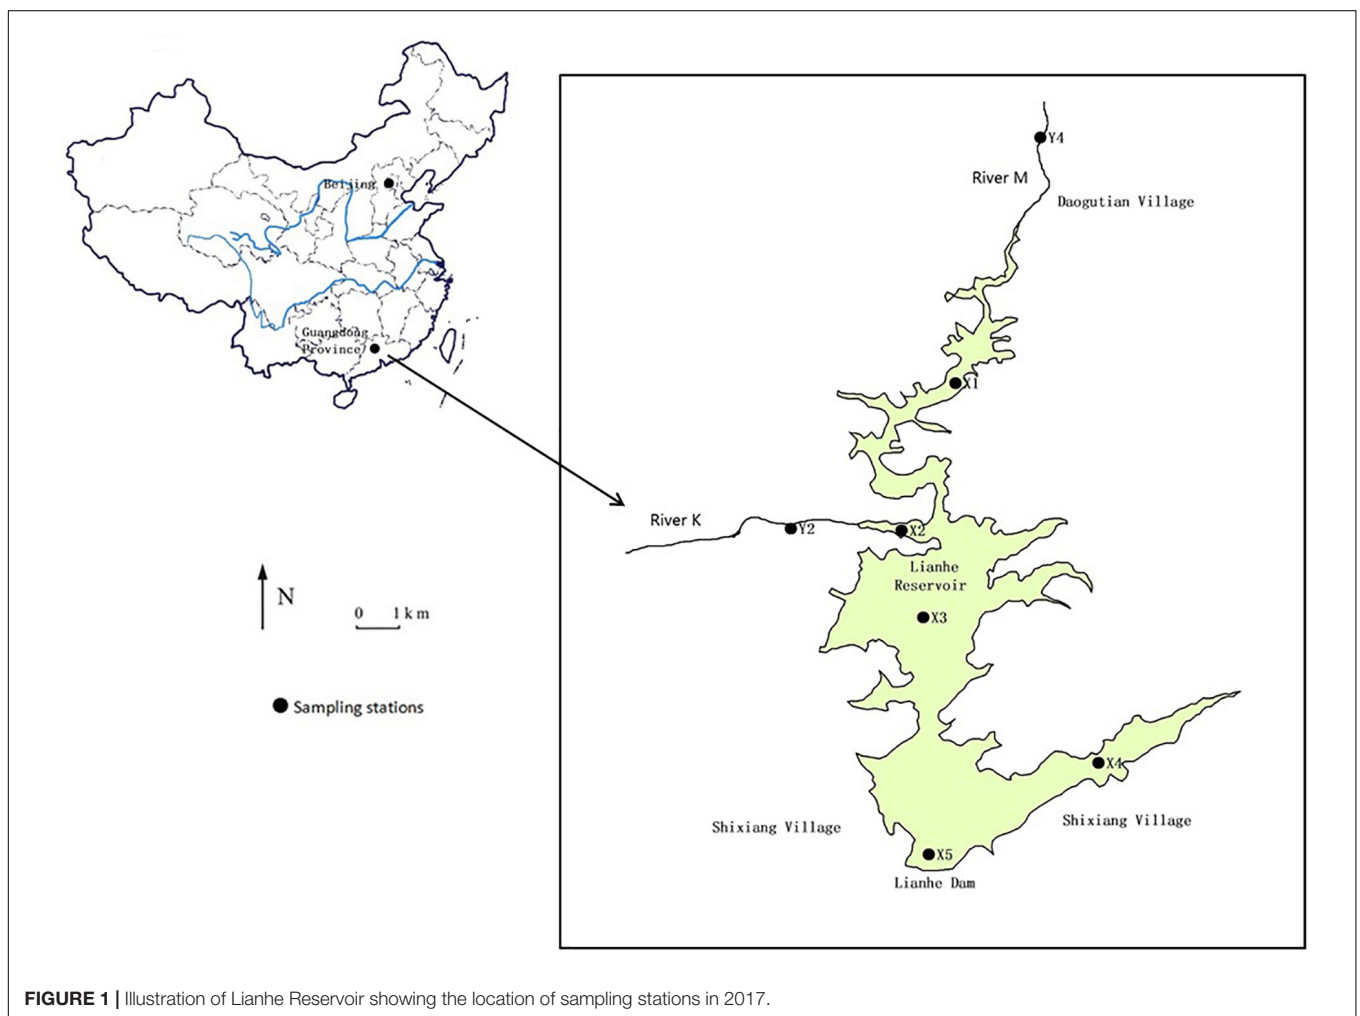 Beijing
Guangdong
Province
N
0 1km
Sampling stations
Y4
River M
Daogutian Village
X1
River K
Y2
X2
Lianhe
Reservoir
X3
X4
Shixiang Village
Shixiang Village
X5
Lianhe Dam
FIGURE 1 | Illustration of Lianhe Reservoir showing the location of sampling stations in 2017.